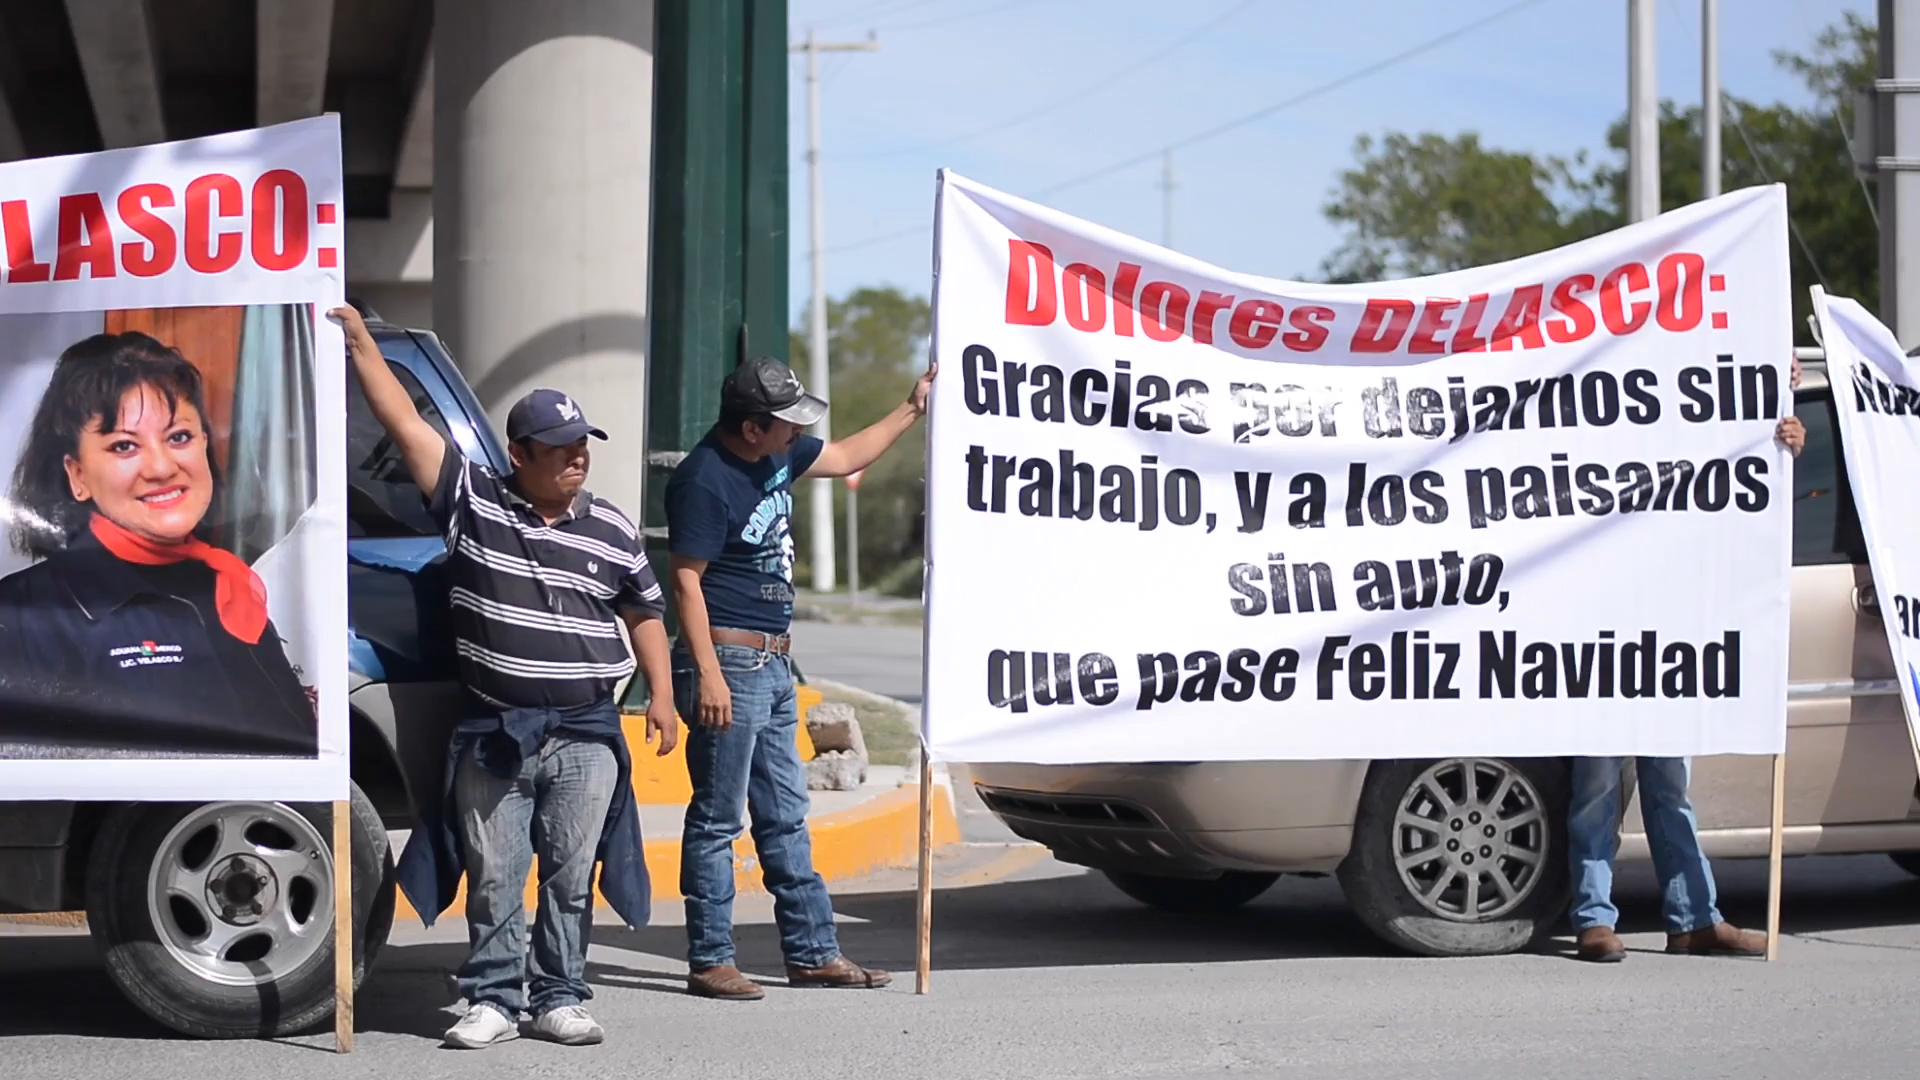 LASCO:
ADUANA MEXICO
LIC. VELASCO B.
Dolores DELASCO:
Gracias por dejarnos sin
trabajo, y a los paisanos
sin auto,
que pase Feliz Navidad